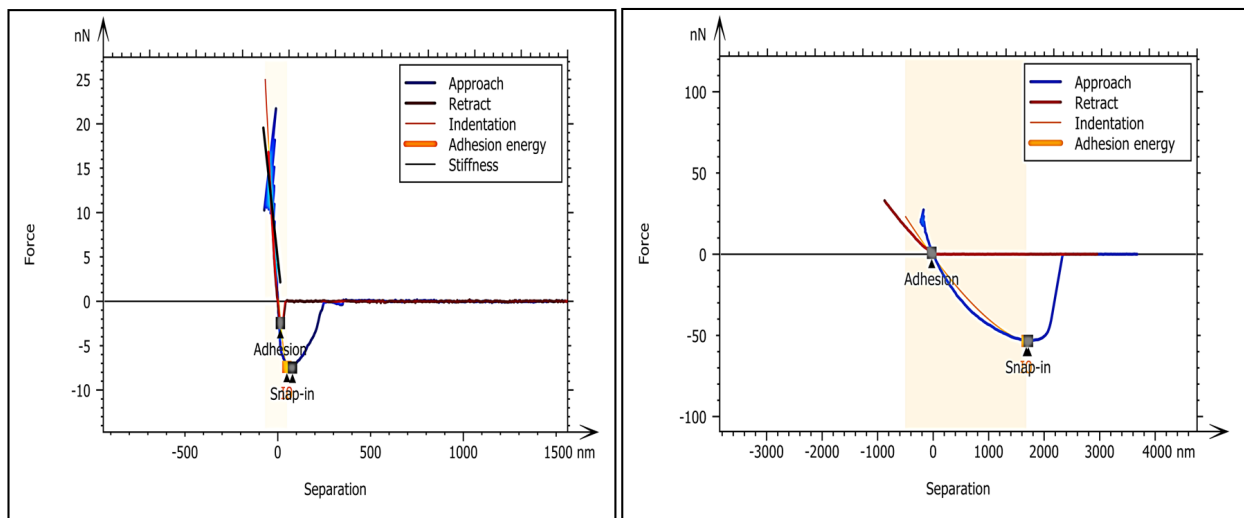 nN
Approach
Retract
Indentation
Adhesion energy
Stiffness
25
20
15
10
5
0
-5
-10
Force
Adhesion
Snap-in
-500
0
500
1000
1500 nm
Separation
nN
Approach
Retract
Indentation
Adhesion energy
100
50
0
-50
-100
Force
Adhesion
Snap-in
-3000
-2000
-1000
0
1000
2000
3000
4000 nm
Separation